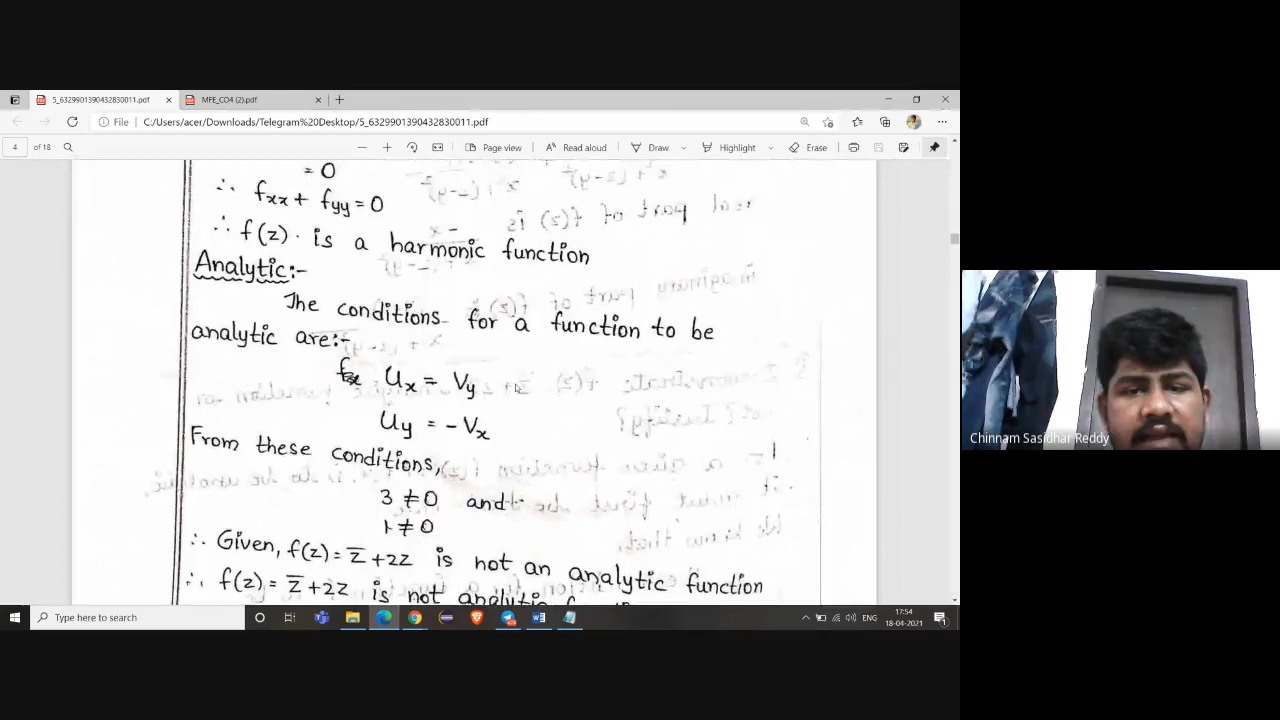 5_6329901390432830011.pdf
MFE_CO4 (2).pdf
File
C:/Users/acer/Downloads/Telegram%20Desktop/5_6329901390432830011.pdf
4 of 18
Page view
Read aloud
Draw
Highlight
Erase
= 0
∴ fxx + fyy = 0
∴ f(z) · is a harmonic function
Analytic:-
The conditions for a function to be
analytic are:-
Ux = Vy
Uy = - Vx
From these conditions,
3 ≠ 0 and
1 ≠ 0
∴ Given, f(z) = z̅ + 2z is not an analytic function
∴ f(z) = z̅ + 2z is not analytic
Chinnam Sasidhar Reddy
Type here to search
ENG
17:54
18-04-2021